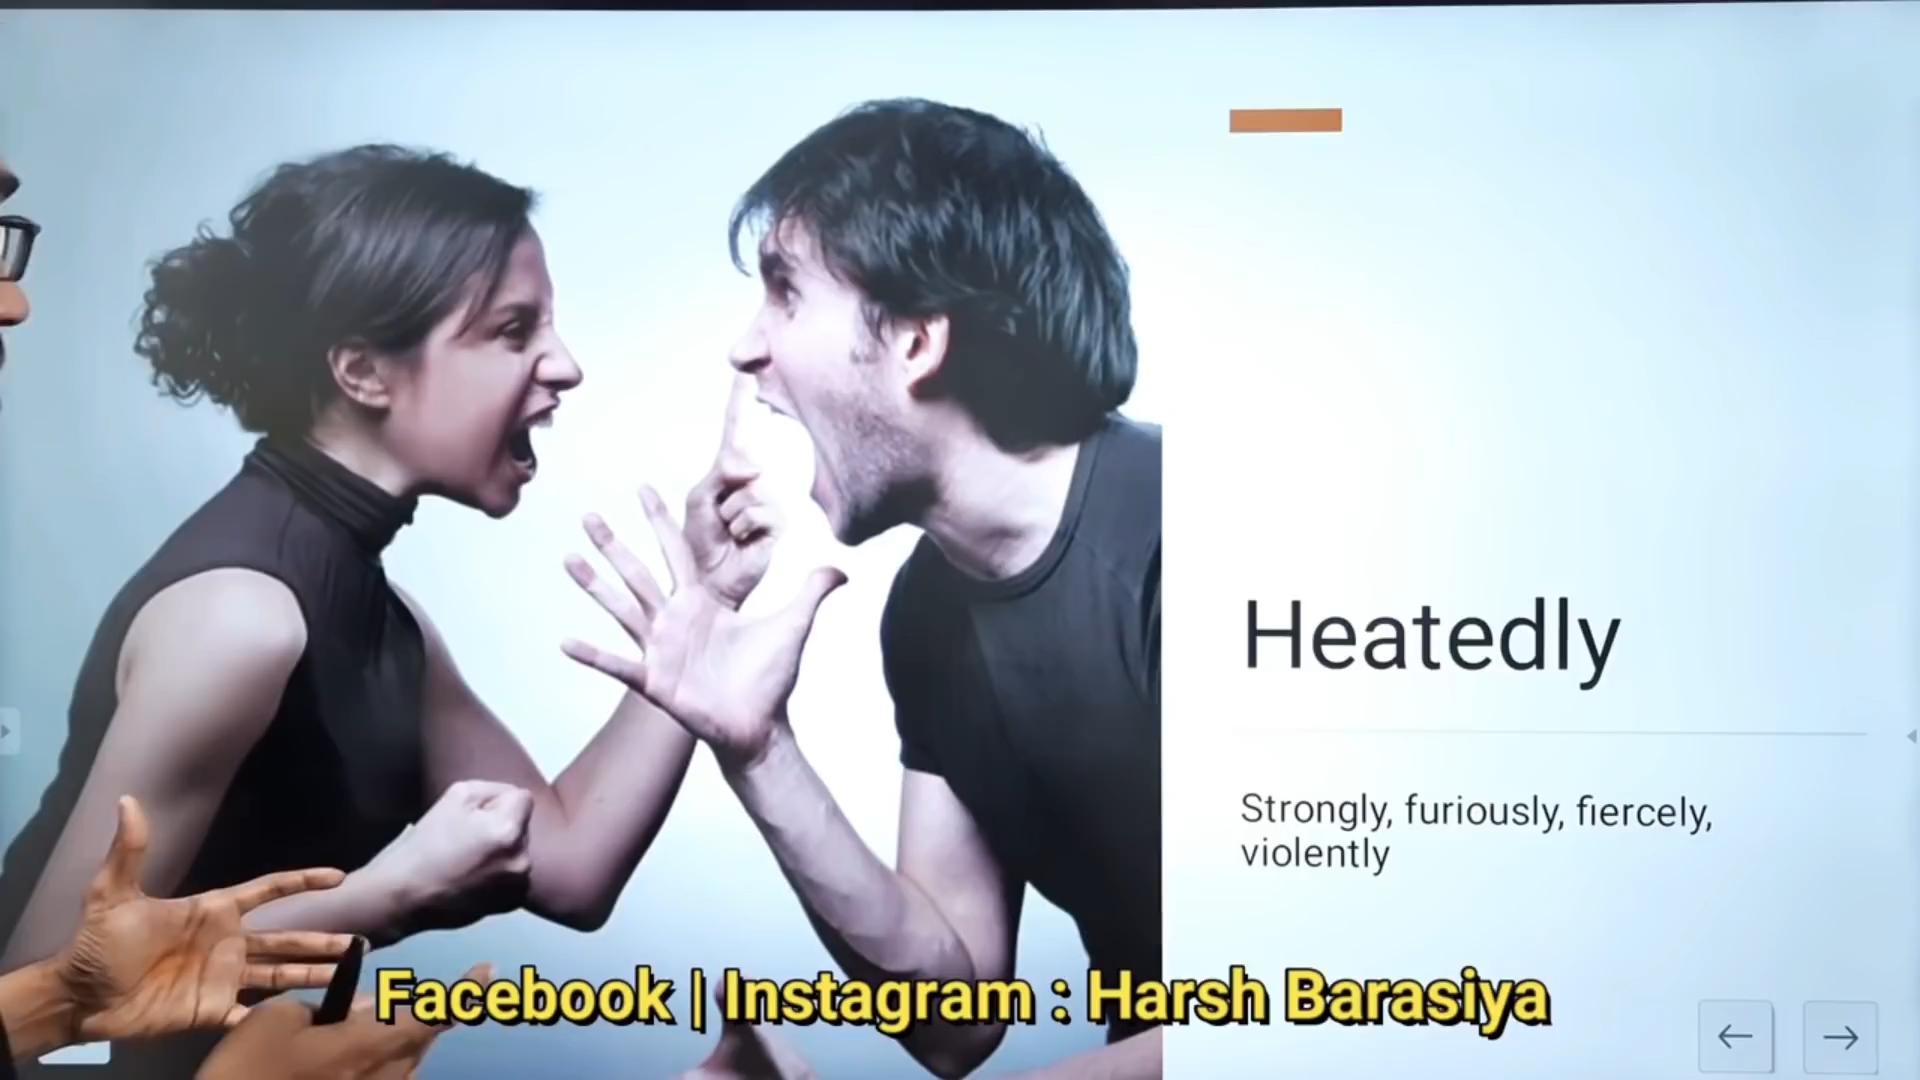 Heatedly
Strongly, furiously, fiercely,
violently
Facebook | Instagram : Harsh Barasiya